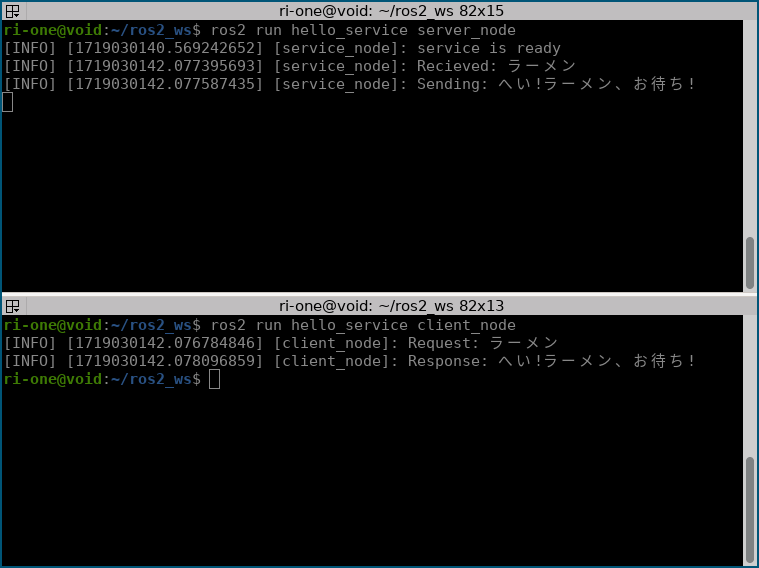 ri-one@void: ~/ros2_ws 82x15
ri-one@void:~/ros2_ws$ ros2 run hello_service server_node
[INFO] [1719030140.569242652] [service_node]: service is ready
[INFO] [1719030142.077395693] [service_node]: Recieved: ラーメン
[INFO] [1719030142.077587435] [service_node]: Sending: へい!ラーメン、お待ち!
ri-one@void: ~/ros2_ws 82x13
ri-one@void:~/ros2_ws$ ros2 run hello_service client_node
[INFO] [1719030142.076784846] [client_node]: Request: ラーメン
[INFO] [1719030142.078096859] [client_node]: Response: へい!ラーメン、お待ち!
ri-one@void:~/ros2_ws$